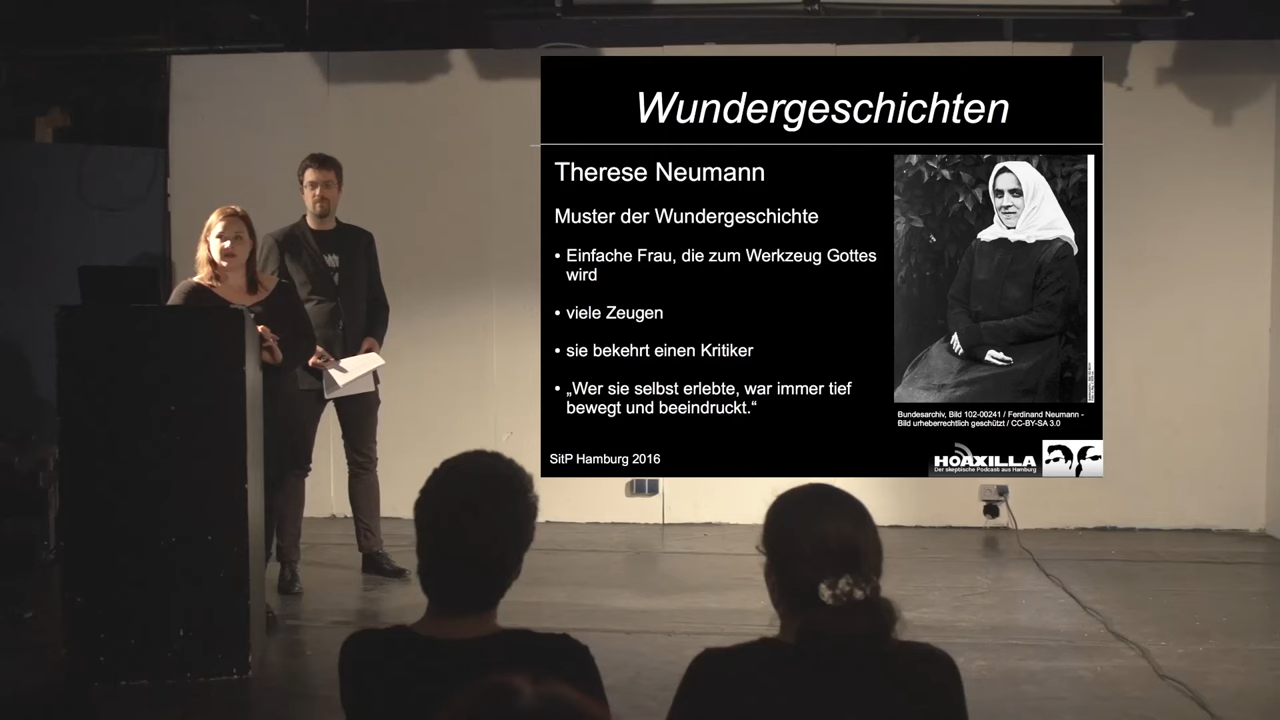 Wundergeschichten
Therese Neumann
Muster der Wundergeschichte
• Einfache Frau, die zum Werkzeug Gottes
wird
• viele Zeugen
• sie bekehrt einen Kritiker
• „Wer sie selbst erlebte, war immer tief
bewegt und beeindruckt.“
Bundesarchiv, Bild 102-00241 / Ferdinand Neumann -
Bild urheberrechtlich geschützt / CC-BY-SA 3.0
SitP Hamburg 2016
HOAXILLA
Der skeptische Podcast aus Hamburg